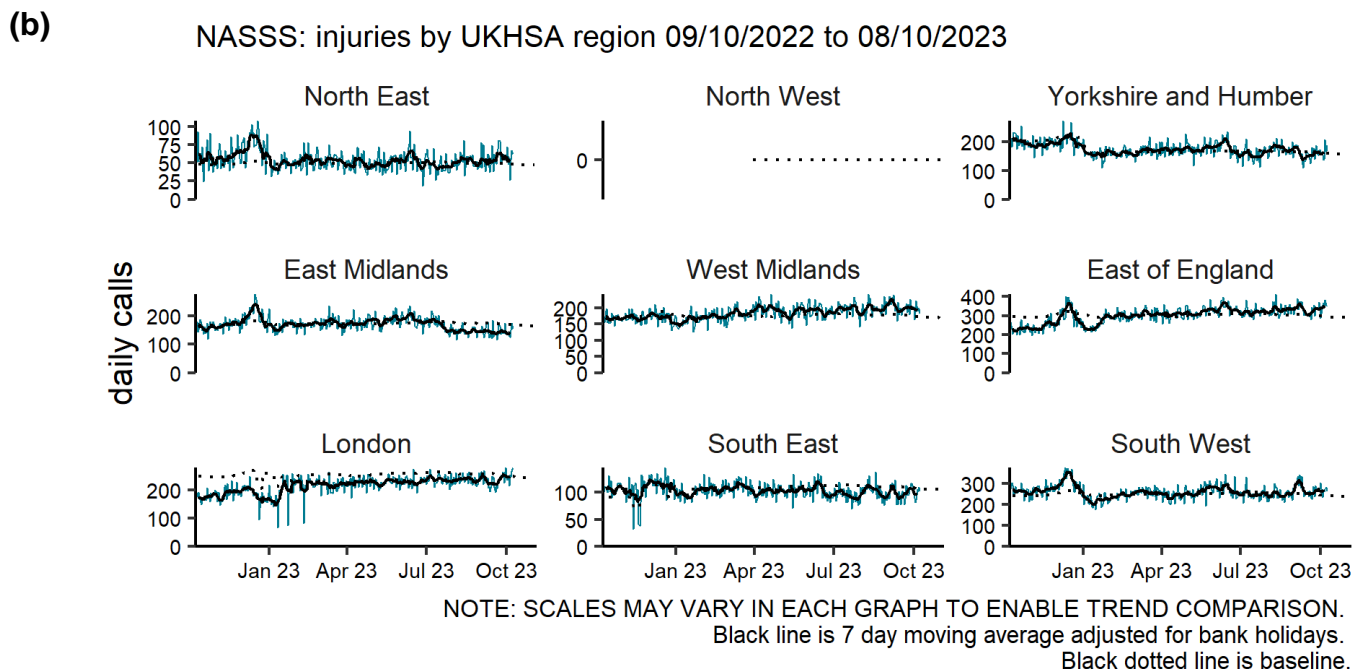 (b)
NASSS: injuries by UKHSA region 09/10/2022 to 08/10/2023
North East
North West
Yorkshire and Humber
100
75
50
25
0
0
200
100
0
daily calls
East Midlands
West Midlands
East of England
200
100
0
200
150
100
50
0
400
300
200
100
0
London
South East
South West
200
100
0
100
50
0
300
200
100
0
Jan 23 Apr 23 Jul 23 Oct 23
Jan 23 Apr 23 Jul 23 Oct 23
Jan 23 Apr 23 Jul 23 Oct 23
NOTE: SCALES MAY VARY IN EACH GRAPH TO ENABLE TREND COMPARISON.
Black line is 7 day moving average adjusted for bank holidays.
Black dotted line is baseline.